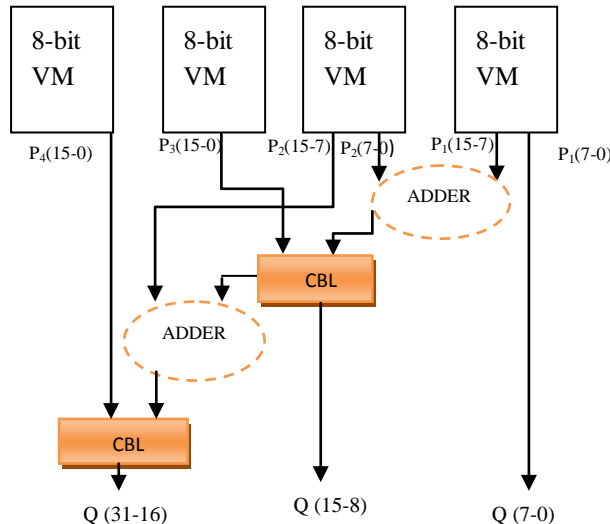 8-bit
VM
8-bit
VM
8-bit
VM
8-bit
VM
P₄(15-0)
P₃(15-0)
P₂(15-7)
P₂(7-0)
P₁(15-7)
P₁(7-0)
ADDER
CBL
ADDER
CBL
Q (31-16)
Q (15-8)
Q (7-0)